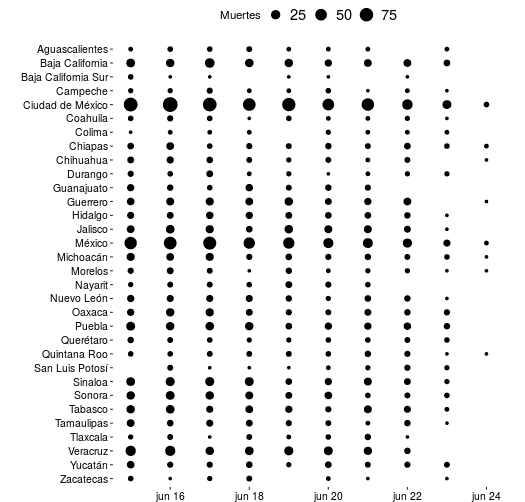 Muertes 25 50 75
Aguascalientes
Baja California
Baja California Sur
Campeche
Ciudad de México
Coahuila
Colima
Chiapas
Chihuahua
Durango
Guanajuato
Guerrero
Hidalgo
Jalisco
México
Michoacán
Morelos
Nayarit
Nuevo León
Oaxaca
Puebla
Querétaro
Quintana Roo
San Luis Potosí
Sinaloa
Sonora
Tabasco
Tamaulipas
Tlaxcala
Veracruz
Yucatán
Zacatecas
jun 16 jun 18 jun 20 jun 22 jun 24